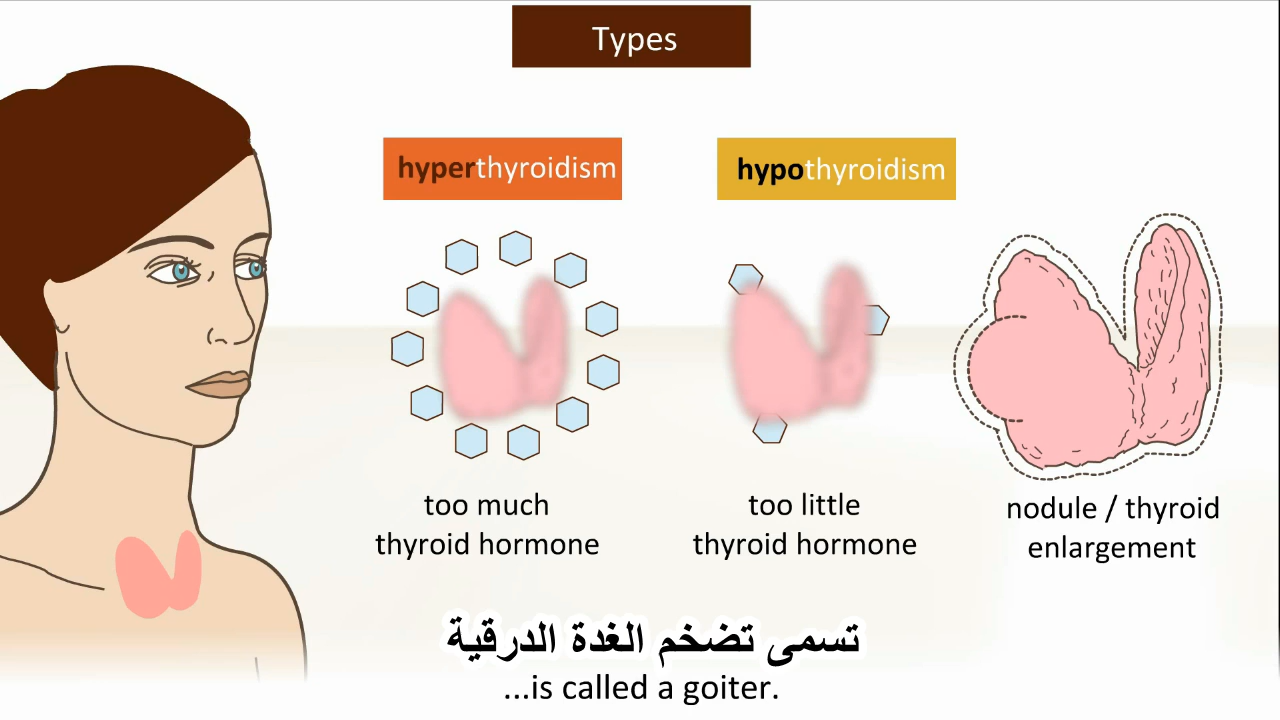 Types
hyperthyroidism
hypothyroidism
too much
thyroid hormone
too little
thyroid hormone
nodule / thyroid
enlargement
تسمى تضخم الغدة الدرقية
...is called a goiter.